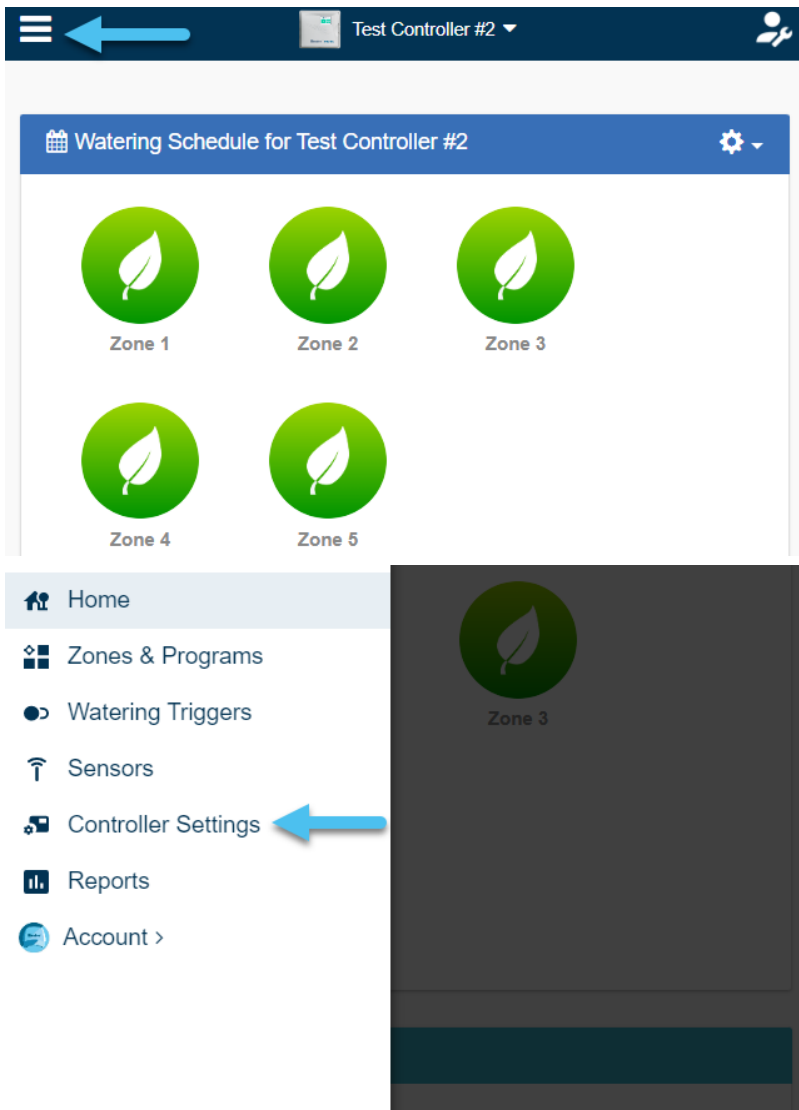 Test Controller #2
Watering Schedule for Test Controller #2
Zone 1 Zone 2 Zone 3
Zone 4 Zone 5
Home
Zones & Programs
Zone 3
Watering Triggers
Sensors
Controller Settings
Reports
Account >